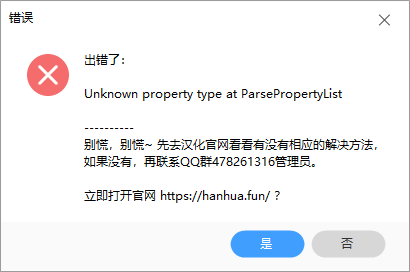 错误
出错了：
Unknown property type at ParsePropertyList
----------
别慌，别慌~ 先去汉化官网看看有没有相应的解决方法，
如果没有，再联系QQ群478261316管理员。
立即打开官网 https://hanhua.fun/ ？
是
否